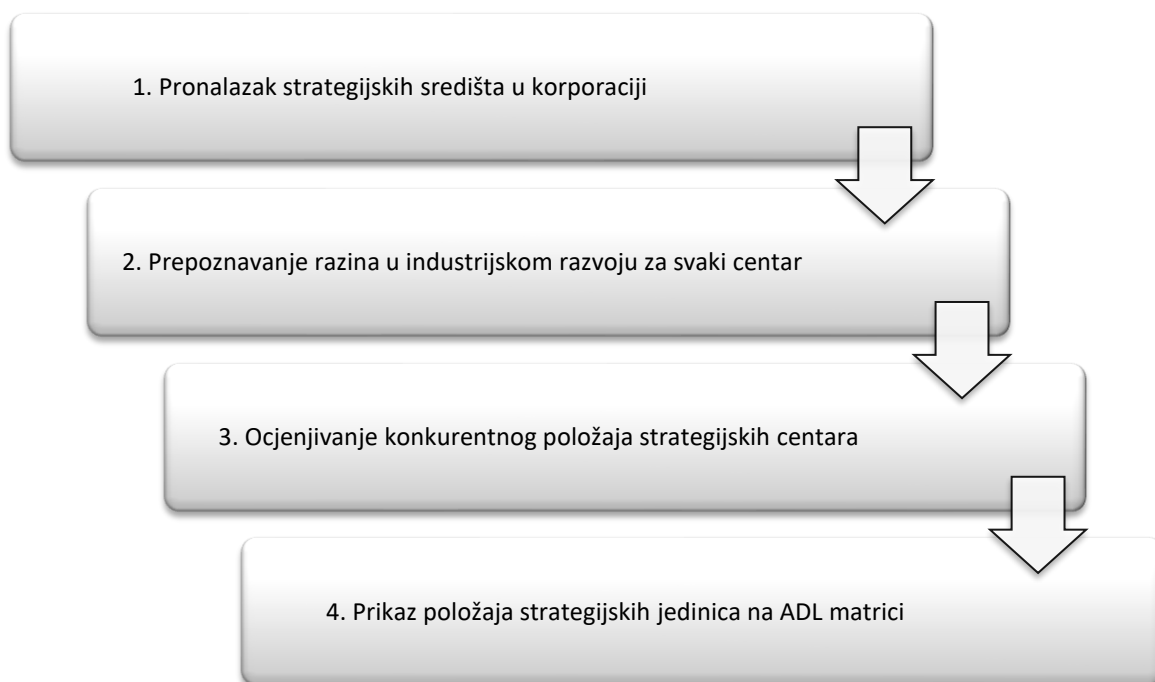 1. Pronalazak strategijskih središta u korporaciji
2. Prepoznavanje razina u industrijskom razvoju za svaki centar
3. Ocjenjivanje konkurentnog položaja strategijskih centara
4. Prikaz položaja strategijskih jedinica na ADL matrici